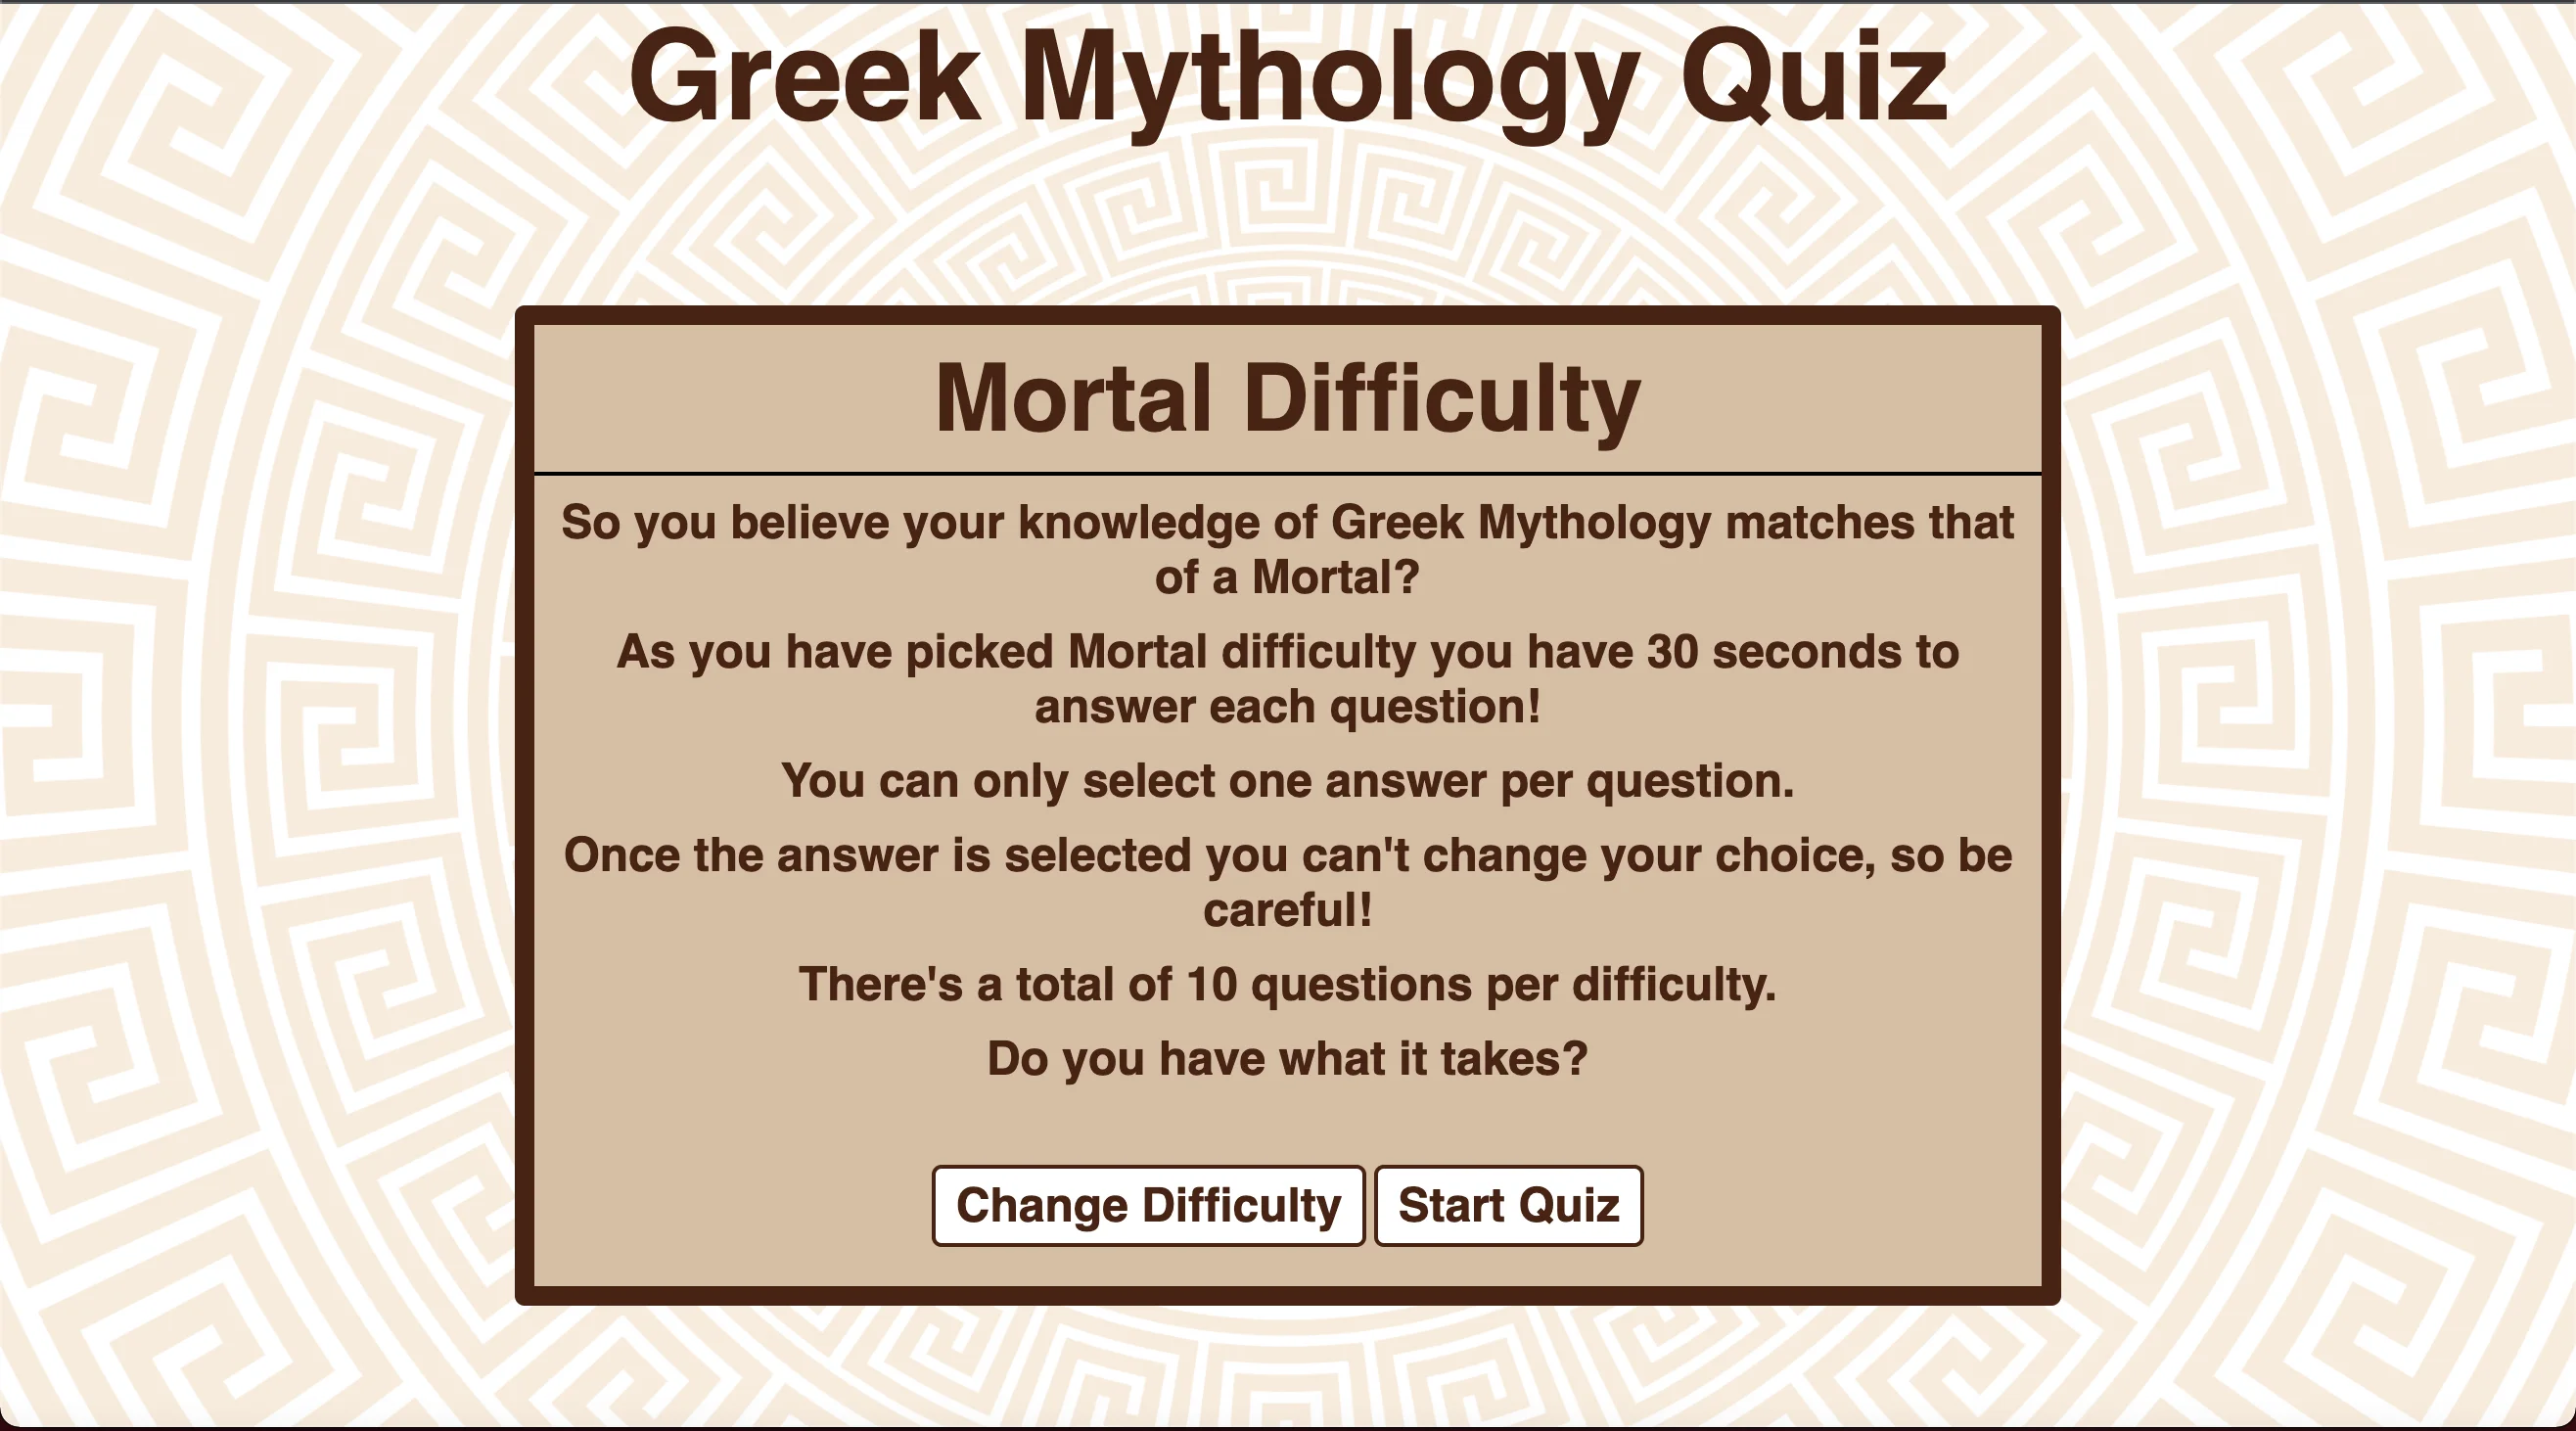 Greek Mythology Quiz
Mortal Difficulty
So you believe your knowledge of Greek Mythology matches that
of a Mortal?
As you have picked Mortal difficulty you have 30 seconds to
answer each question!
You can only select one answer per question.
Once the answer is selected you can't change your choice, so be
careful!
There's a total of 10 questions per difficulty.
Do you have what it takes?
Change Difficulty
Start Quiz